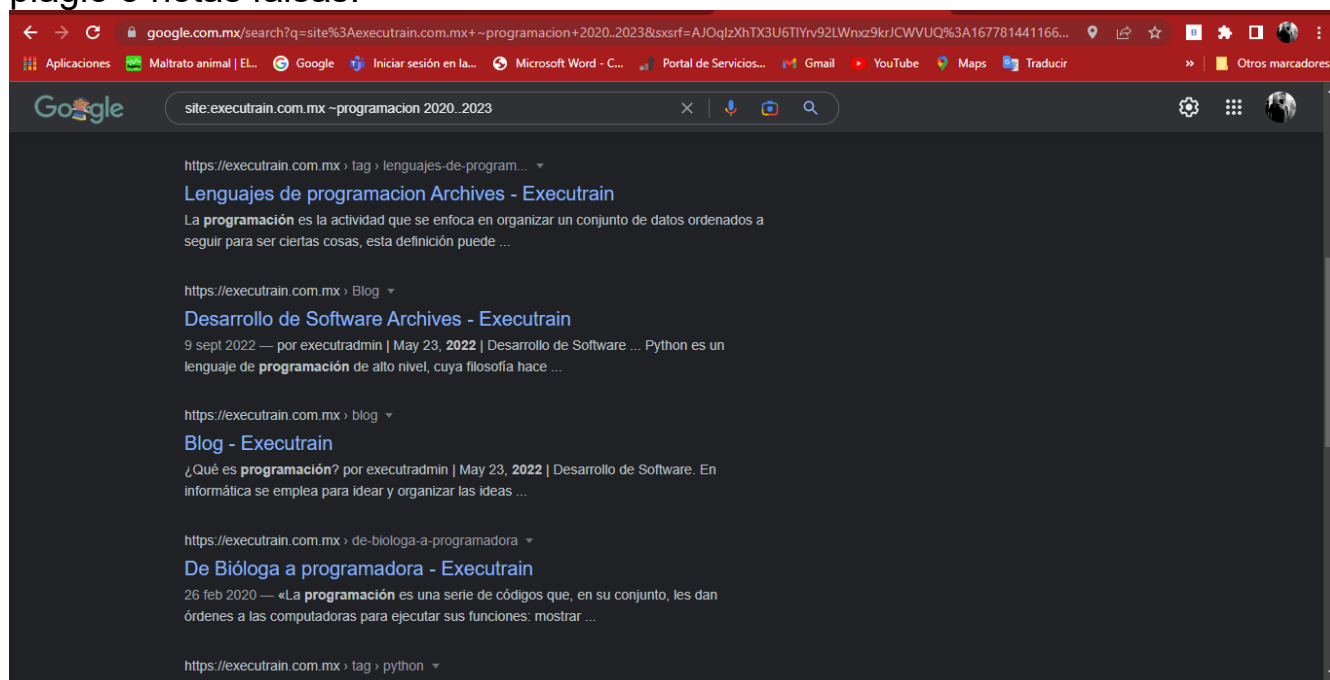 plagio o notas falsas.
google.com.mx/search?q=site%3Aexecutrain.com.mx+~programacion+2020..2023&sxsrf=AJOqlzXhTX3U6TlYrv92LWnxz9krJCWVUQ%3A167781441166...
Aplicaciones Maltrato animal | El... Google Iniciar sesión en la... Microsoft Word - C... Portal de Servicios... Gmail YouTube Maps Traducir » Otros marcadores
Google site:executrain.com.mx ~programacion 2020..2023
https://executrain.com.mx › tag › lenguajes-de-program...
Lenguajes de programacion Archives - Executrain
La programación es la actividad que se enfoca en organizar un conjunto de datos ordenados a
seguir para ser ciertas cosas, esta definición puede ...
https://executrain.com.mx › Blog
Desarrollo de Software Archives - Executrain
9 sept 2022 — por executradmin | May 23, 2022 | Desarrollo de Software ... Python es un
lenguaje de programación de alto nivel, cuya filosofía hace ...
https://executrain.com.mx › blog
Blog - Executrain
¿Qué es programación? por executradmin | May 23, 2022 | Desarrollo de Software. En
informática se emplea para idear y organizar las ideas ...
https://executrain.com.mx › de-biologa-a-programadora
De Bióloga a programadora - Executrain
26 feb 2020 — «La programación es una serie de códigos que, en su conjunto, les dan
órdenes a las computadoras para ejecutar sus funciones: mostrar ...
https://executrain.com.mx › tag › python